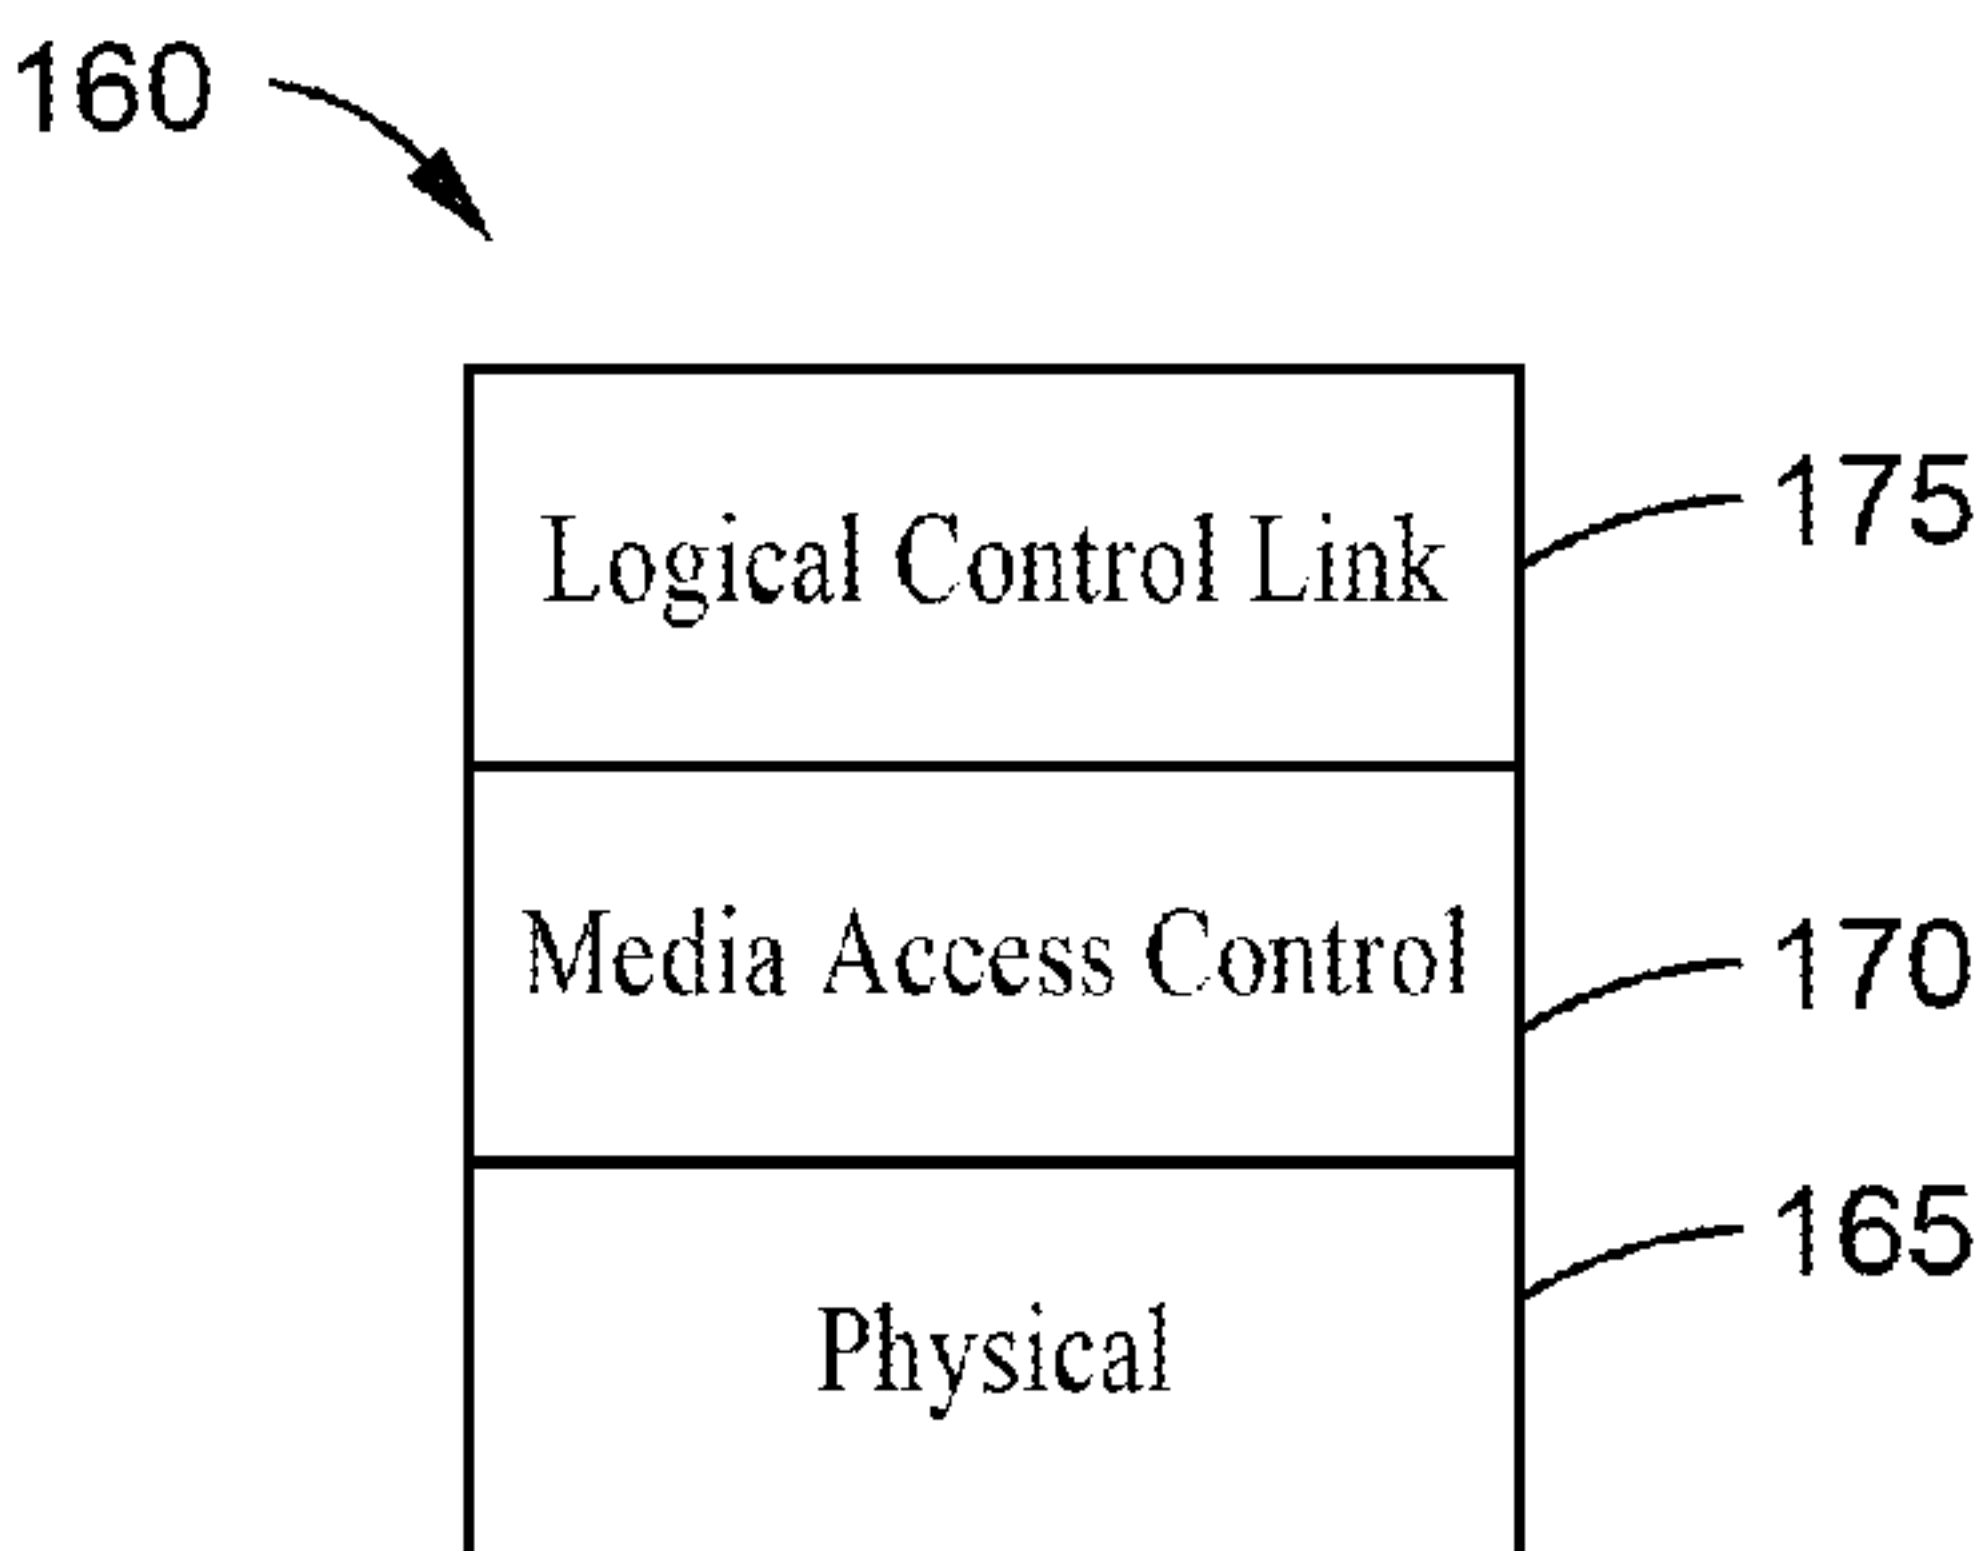 160
Logical Control Link
175
Media Access Control
170
165
Physical